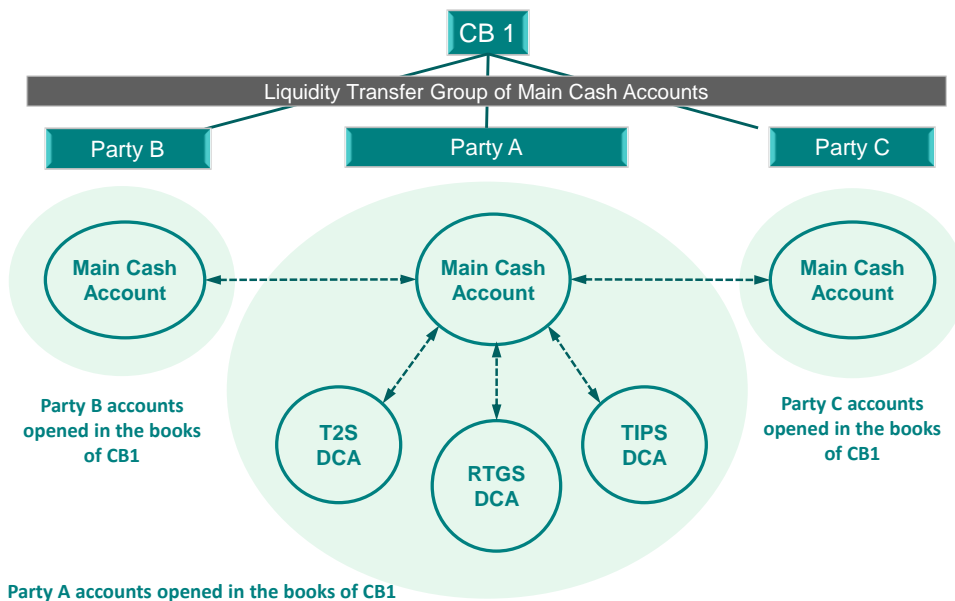 CB 1
Liquidity Transfer Group of Main Cash Accounts
Party B
Party A
Party C
Main Cash
Account
Main Cash
Account
Main Cash
Account
Party B accounts
opened in the books
of CB1
T2S
DCA
RTGS
DCA
TIPS
DCA
Party C accounts
opened in the books
of CB1
Party A accounts opened in the books of CB1